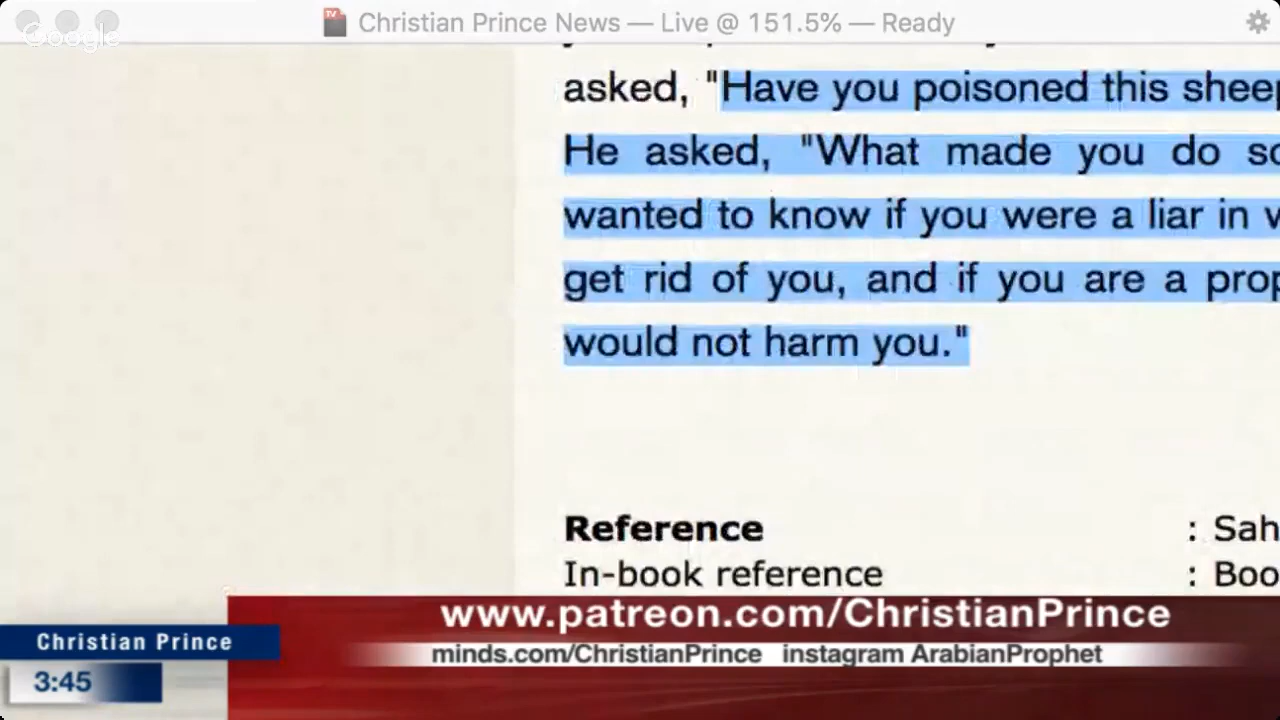 Christian Prince News — Live @ 151.5% — Ready
Google
asked, "Have you poisoned this sheep
He asked, "What made you do so
wanted to know if you were a liar in
get rid of you, and if you are a prop
would not harm you."
Reference : Sah
In-book reference : Boo
www.patreon.com/ChristianPrince
Christian Prince
minds.com/ChristianPrince instagram ArabianProphet
3:45